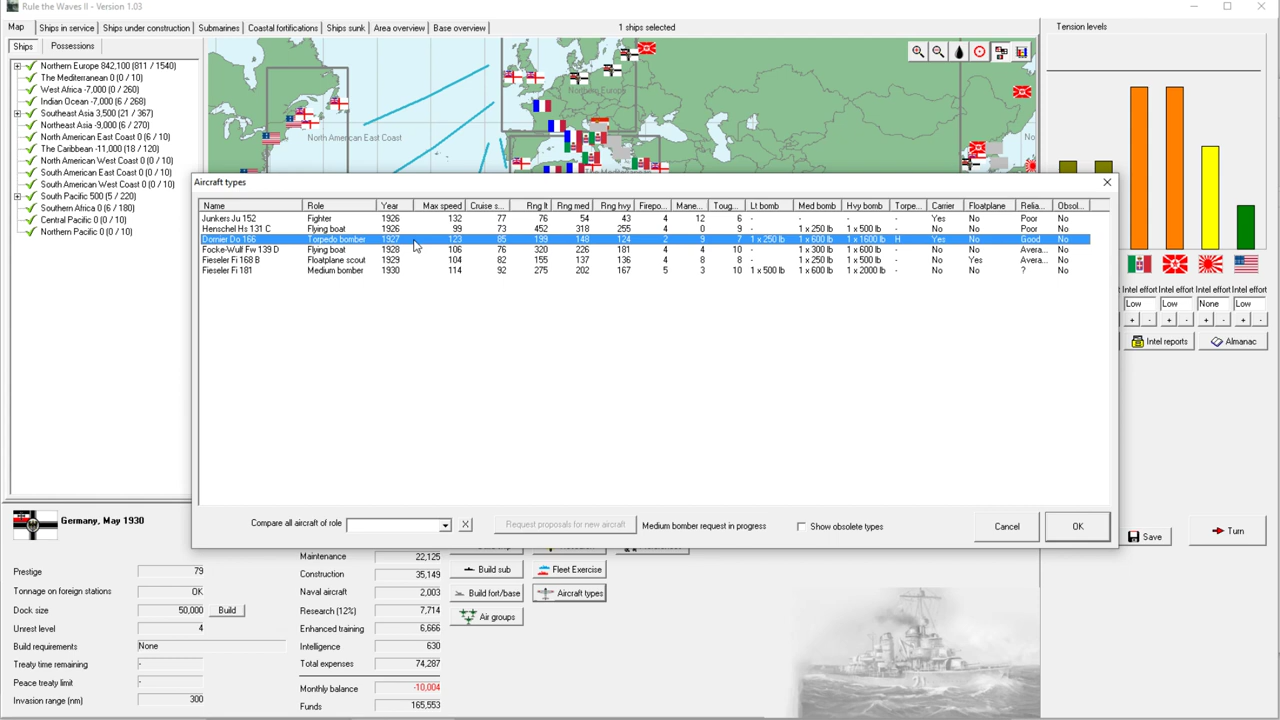 Rule the Waves II - Version 1.03
Map Ships in service Ships under construction Submarines Coastal fortifications Ships sunk Area overview Base overview 1 ships selected Tension levels
Ships Possessions
Northern Europe 842,100 (811 / 1540)
The Mediterranean 0 (0 / 10)
West Africa -7,000 (0 / 260)
Indian Ocean -7,000 (6 / 268)
Southeast Asia 3,500 (21 / 367)
Northeast Asia -9,000 (6 / 270)
North American East Coast 0 (6 / 10)
The Caribbean -11,000 (18 / 120)
North American West Coast 0 (0 / 10)
South American East Coast 0 (0 / 10)
South American West Coast 0 (0 / 10)
South Pacific 500 (5 / 220)
Southern Africa 0 (6 / 180)
Central Pacific 0 (0 / 10)
Northern Pacific 0 (0 / 10)
Northern Europe
North American East Coast
Aircraft types
Name Role Year Max speed Cruise s... Rng lt Rng med Rng hvy Firepo... Mane... Toug... Lt bomb Med bomb Hvy bomb Torpe... Carrier Floatplane Relia... Obsol...
Junkers Ju 152 Fighter 1926 132 77 76 54 43 4 12 6 - - - - Yes No Poor No
Henschel Hs 131 C Flying boat 1926 99 73 452 318 255 4 0 9 - 1 x 250 lb 1 x 500 lb - No No Poor No
Dornier Do 166 Torpedo bomber 1927 123 85 199 148 124 2 9 7 1 x 250 lb 1 x 600 lb 1 x 1600 lb H Yes No Good No
Focke-Wulf Fw 139 D Flying boat 1928 106 76 320 226 181 4 4 10 - 1 x 300 lb 1 x 600 lb - No No Avera... No
Fieseler Fi 168 B Floatplane scout 1929 104 82 155 137 136 4 8 8 - 1 x 250 lb 1 x 500 lb - No Yes Avera... No
Fieseler Fi 181 Medium bomber 1930 114 92 275 202 167 5 3 10 1 x 500 lb 1 x 600 lb 1 x 2000 lb - No No ? No
Compare all aircraft of role X Request proposals for new aircraft Medium bomber request in progress Show obsolete types Cancel OK
Intel effort Intel effort Intel effort Intel effort
Low Low None Low
+ - + - + - + -
Intel reports Almanac
Save Turn
Germany, May 1930
Prestige 79
Tonnage on foreign stations OK
Dock size 50,000 Build
Unrest level 4
Build requirements None
Treaty time remaining -
Peace treaty limit -
Invasion range (nm) 300
Maintenance 22,125
Construction 35,149
Naval aircraft 2,003
Research (12%) 7,714
Enhanced training 6,666
Intelligence 630
Total expenses 74,287
Monthly balance -10,004
Funds 165,553
Build sub Fleet Exercise
Build fort/base Aircraft types
Air groups